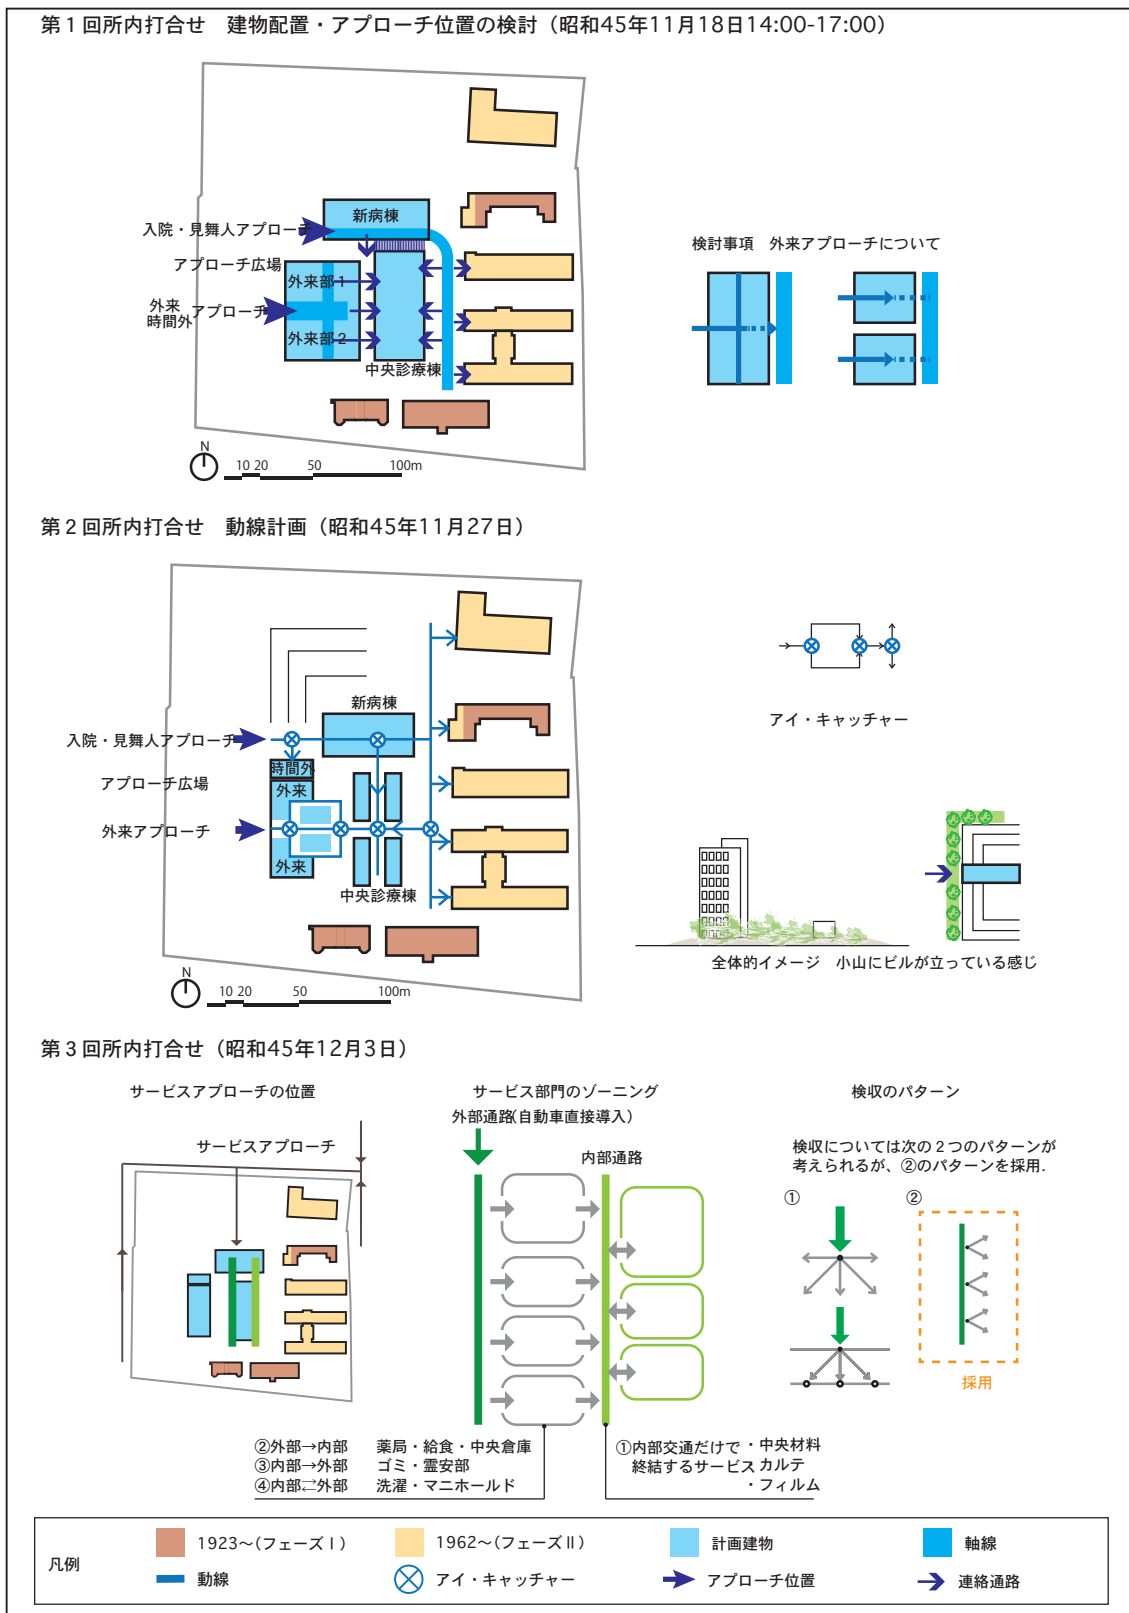 第1回所内打合せ　建物配置・アプローチ位置の検討（昭和45年11月18日14:00-17:00）
新病棟
入院・見舞人アプローチ
アプローチ広場
外来部1
外来
時間外
アプローチ
外来部2
中央診療棟
N
10 20 50 100m
検討事項　外来アプローチについて
第2回所内打合せ　動線計画（昭和45年11月27日）
新病棟
入院・見舞人アプローチ
時間外
アプローチ広場
外来
外来アプローチ
外来
中央診療棟
N
10 20 50 100m
アイ・キャッチャー
全体的イメージ　小山にビルが立っている感じ
第3回所内打合せ（昭和45年12月3日）
サービスアプローチの位置
サービスアプローチ
サービス部門のゾーニング
外部通路(自動車直接導入)
内部通路
②外部→内部　薬局・給食・中央倉庫
③内部→外部　ゴミ・霊安部
④内部⇄外部　洗濯・マニホールド
①内部交通だけで
終結するサービス
・中央材料
・カルテ
・フィルム
検収のパターン
検収については次の2つのパターンが
考えられるが、②のパターンを採用.
①
②
採用
凡例
1923〜(フェーズⅠ)
1962〜(フェーズⅡ)
計画建物
軸線
動線
アイ・キャッチャー
アプローチ位置
連絡通路